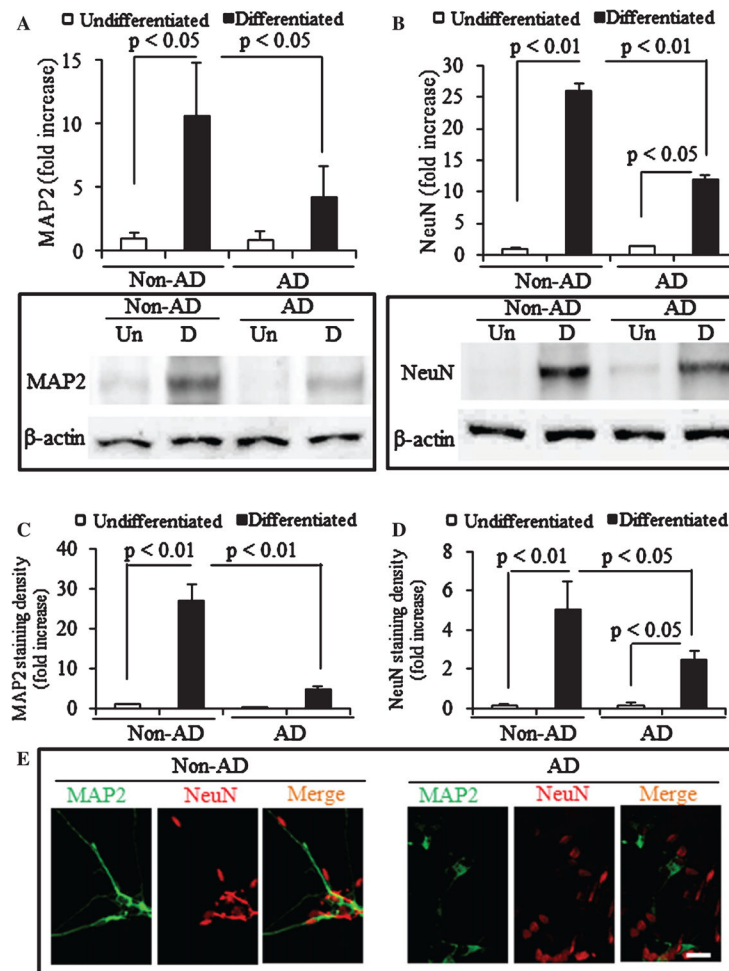 A
□ Undifferentiated ■ Differentiated
p < 0.05 p < 0.05
MAP2 (fold increase)
15
10
5
0
Non-AD AD
Non-AD AD
Un D Un D
MAP2
β-actin
B
□ Undifferentiated ■ Differentiated
p < 0.01 p < 0.01
p < 0.05
NeuN (fold increase)
30
25
20
15
10
5
0
Non-AD AD
Non-AD AD
Un D Un D
NeuN
β-actin
C
□ Undifferentiated ■ Differentiated
p < 0.01 p < 0.01
MAP2 staining density
(fold increase)
40
30
20
10
0
Non-AD AD
D
□ Undifferentiated ■ Differentiated
p < 0.01 p < 0.05
p < 0.05
NeuN staining density
(fold increase)
8
6
4
2
0
Non-AD AD
E
Non-AD AD
MAP2 NeuN Merge MAP2 NeuN Merge